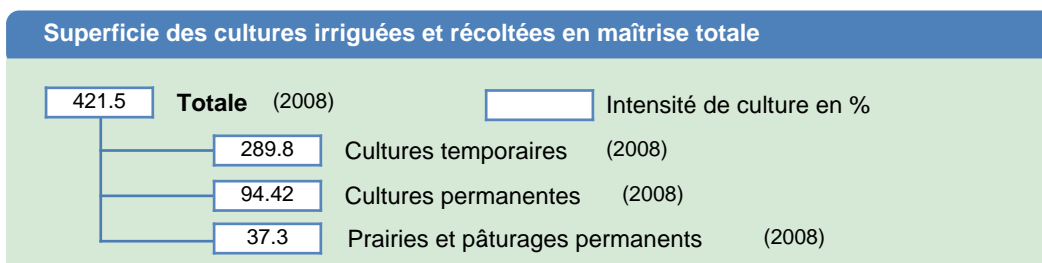 Superficie des cultures irriguées et récoltées en maîtrise totale
421.5 Totale (2008) Intensité de culture en %
289.8 Cultures temporaires (2008)
94.42 Cultures permanentes (2008)
37.3 Prairies et pâturages permanents (2008)